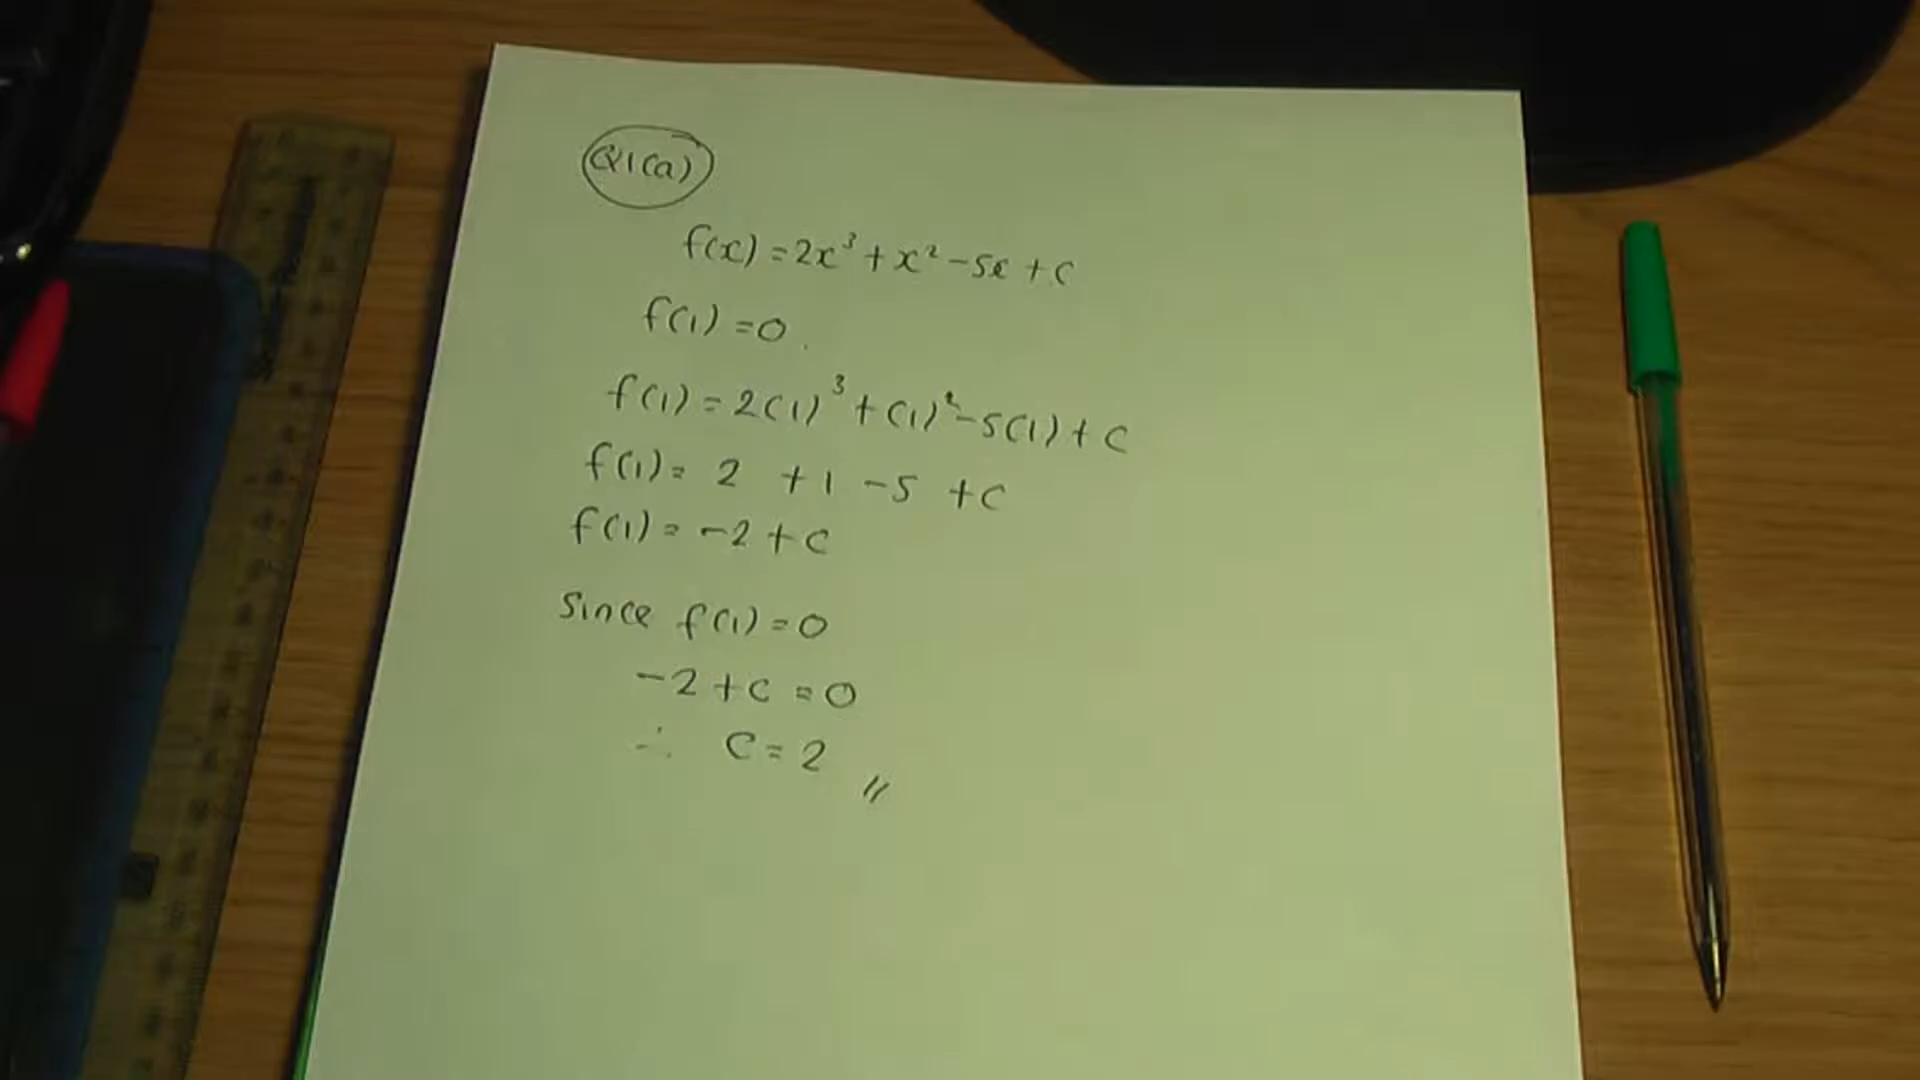 Q1(a)
f(x) = 2x³ + x² - 5x + c
f(1) = 0.
f(1) = 2(1)³ + (1)² - 5(1) + c
f(1) = 2 + 1 - 5 + c
f(1) = -2 + c
Since f(1) = 0
-2 + c = 0
∴ c = 2 //